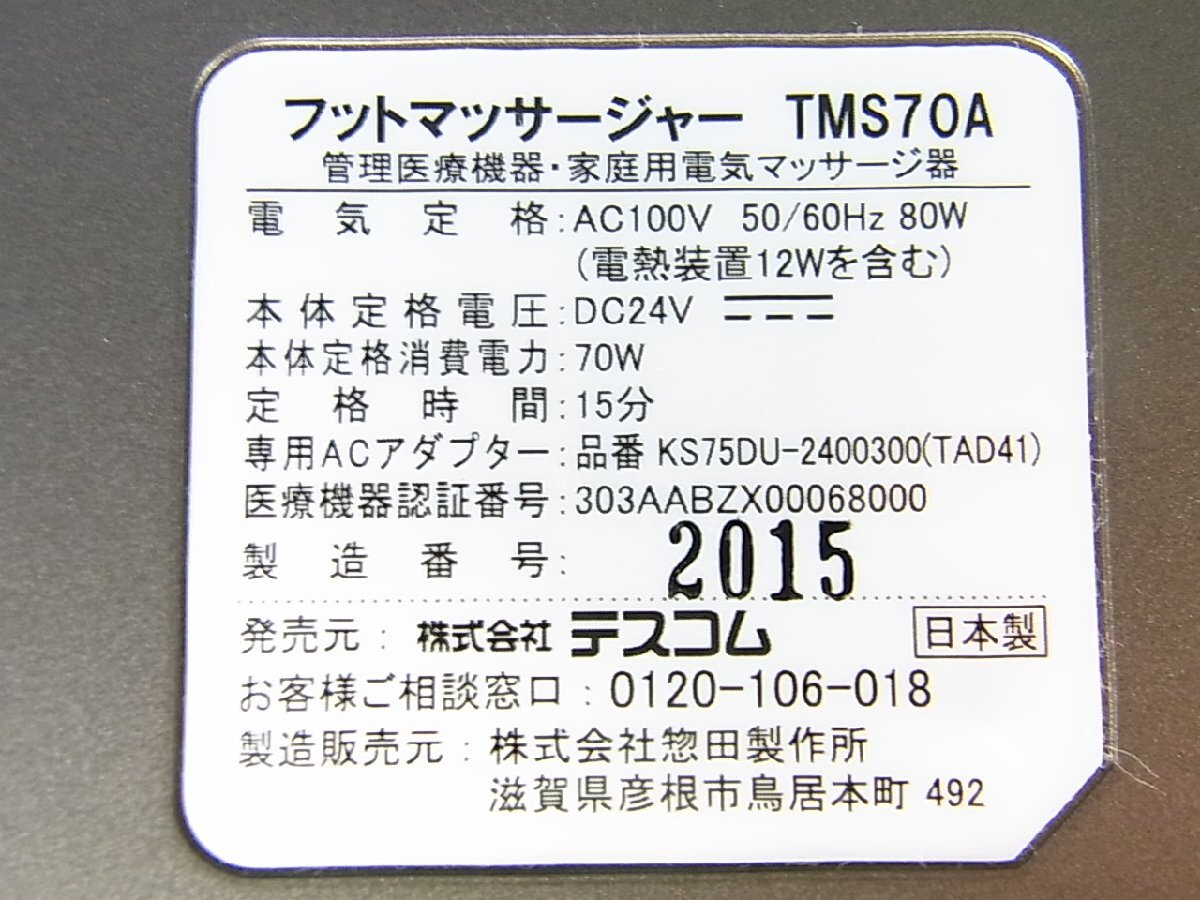 フットマッサージャー TMS70A
管理医療機器・家庭用電気マッサージ器
電気定格:AC100V 50/60Hz 80W
(電熱装置12Wを含む)
本体定格電圧:DC24V
本体定格消費電力:70W
定格時間:15分
専用ACアダプター:品番 KS75DU-2400300(TAD41)
医療機器認証番号:303AABZX00068000
製造番号: 2015
発売元:株式会社 テスコム 日本製
お客様ご相談窓口:0120-106-018
製造販売元:株式会社惣田製作所
滋賀県彦根市鳥居本町 492